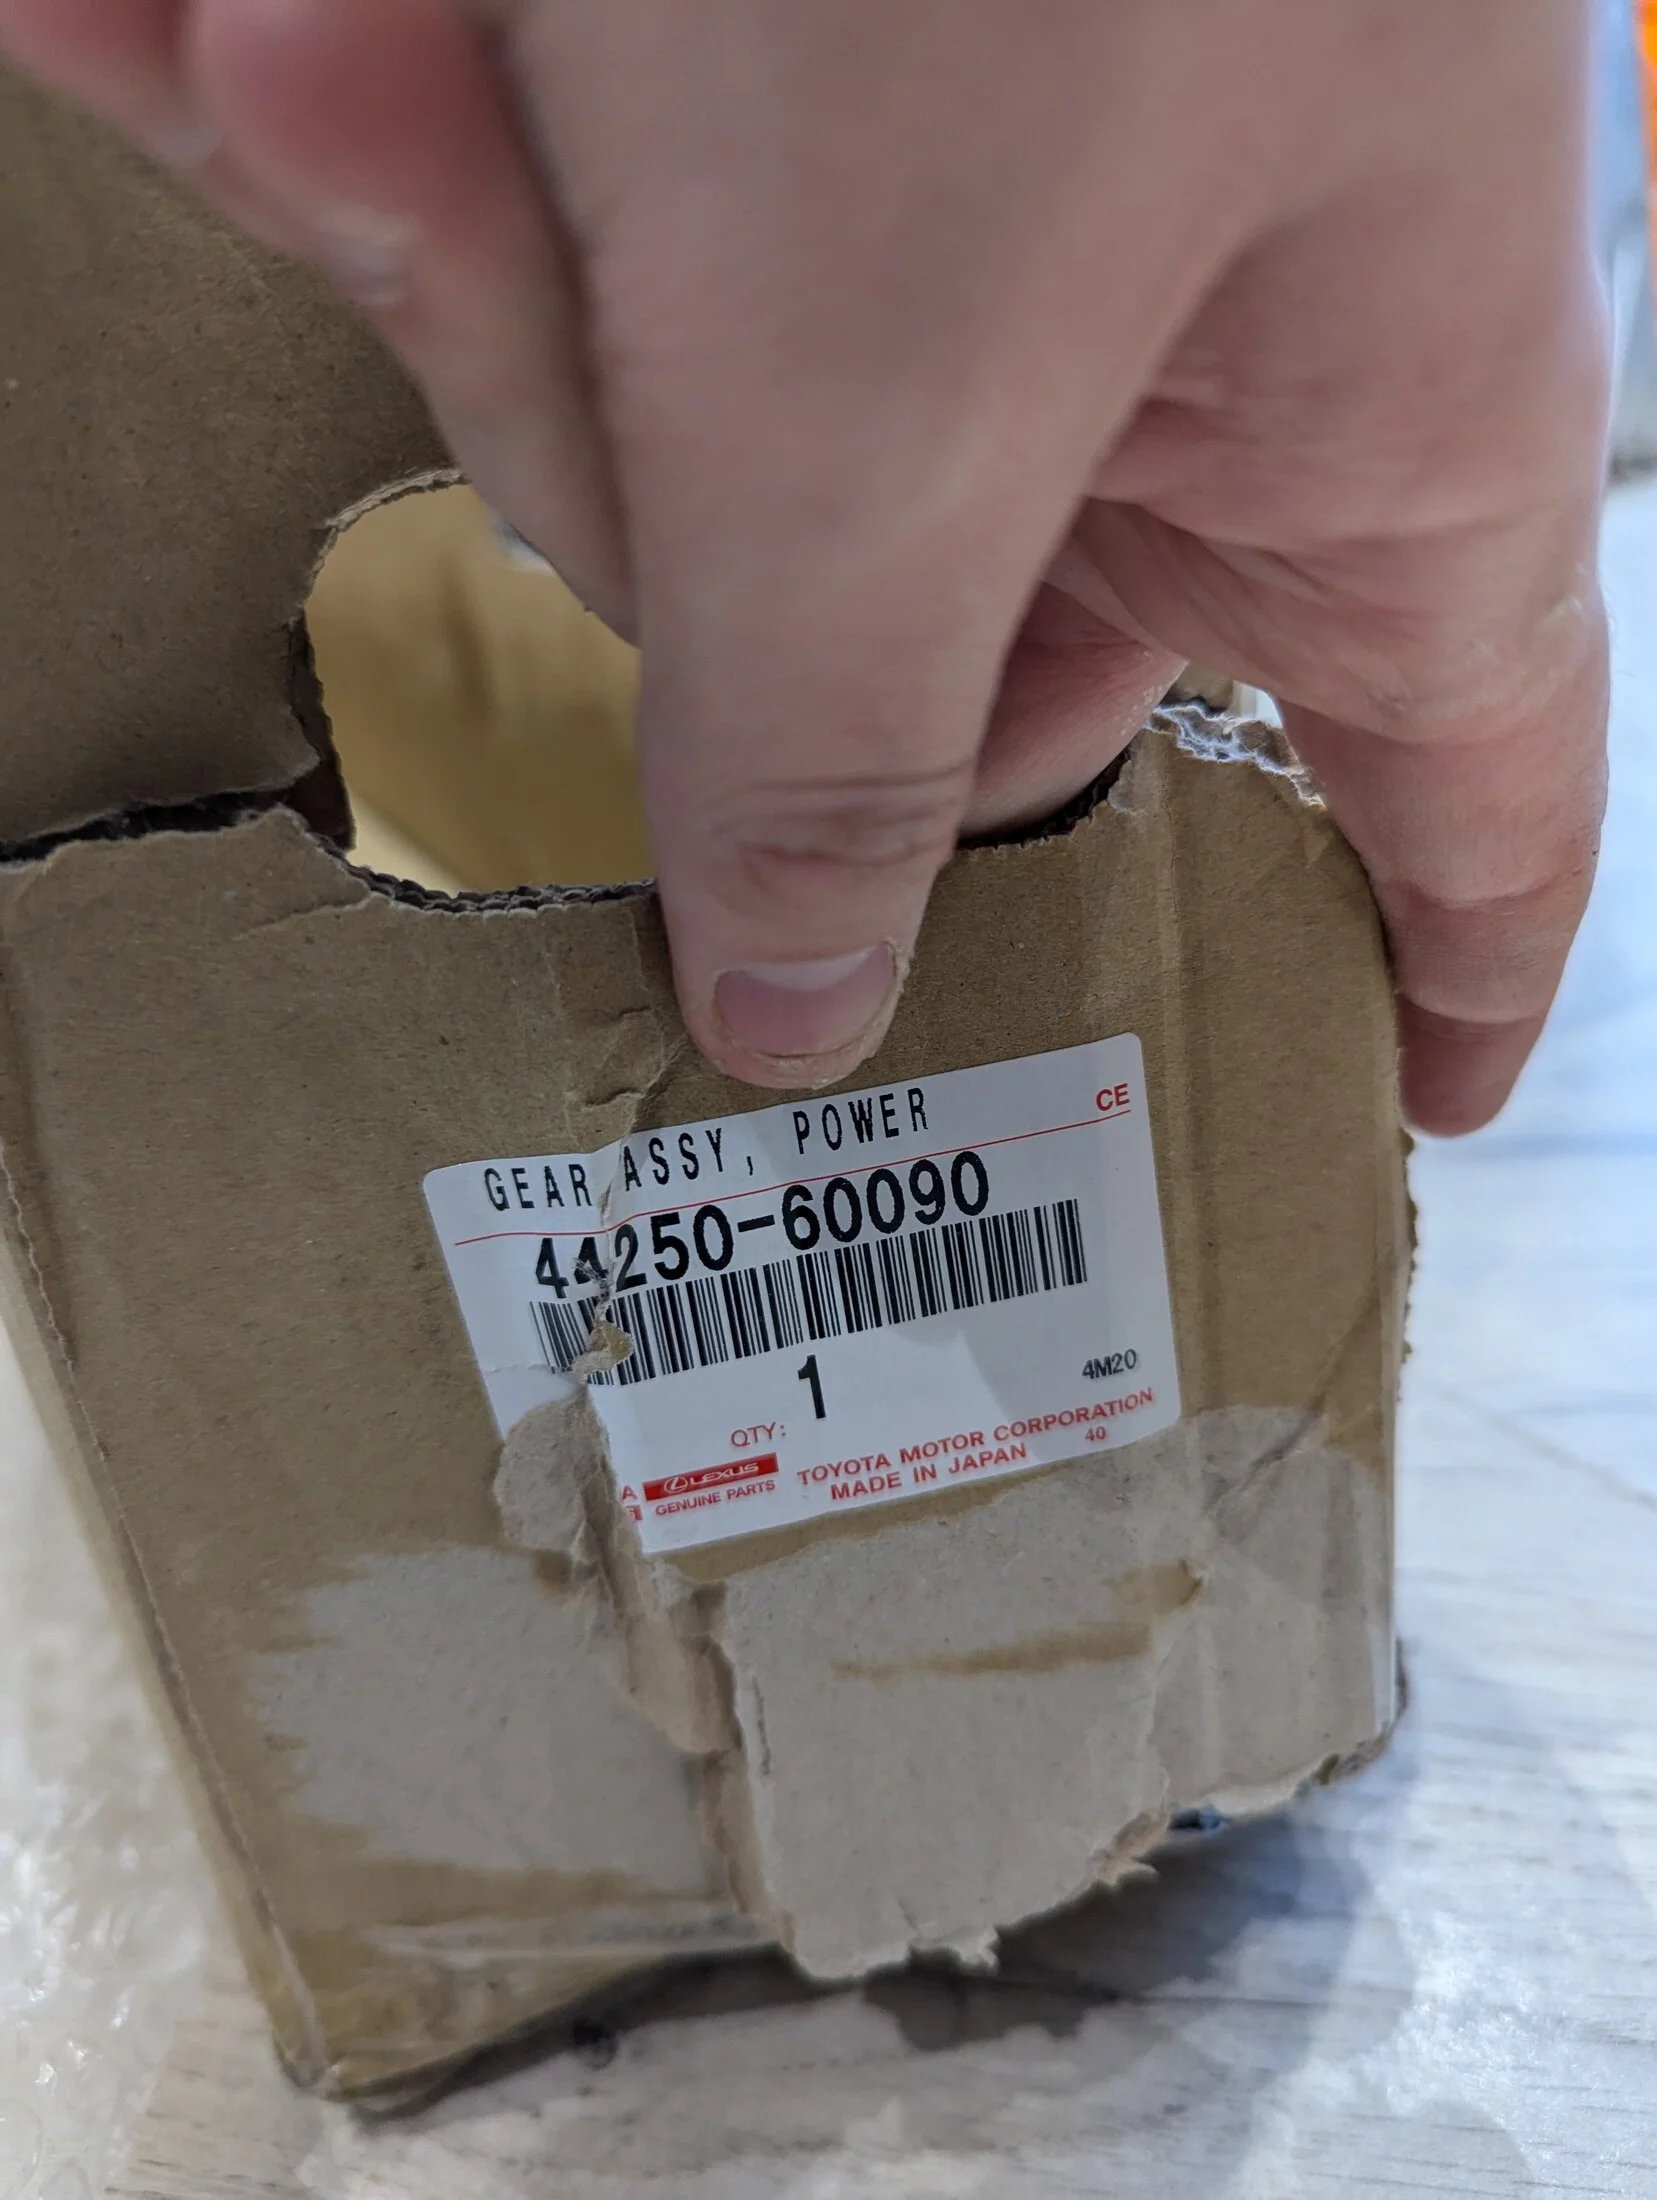 GEAR ASSY, POWER
CE
44250-60090
1
4M20
QTY:
A LEXUS
GENUINE PARTS
TOYOTA MOTOR CORPORATION
MADE IN JAPAN
40